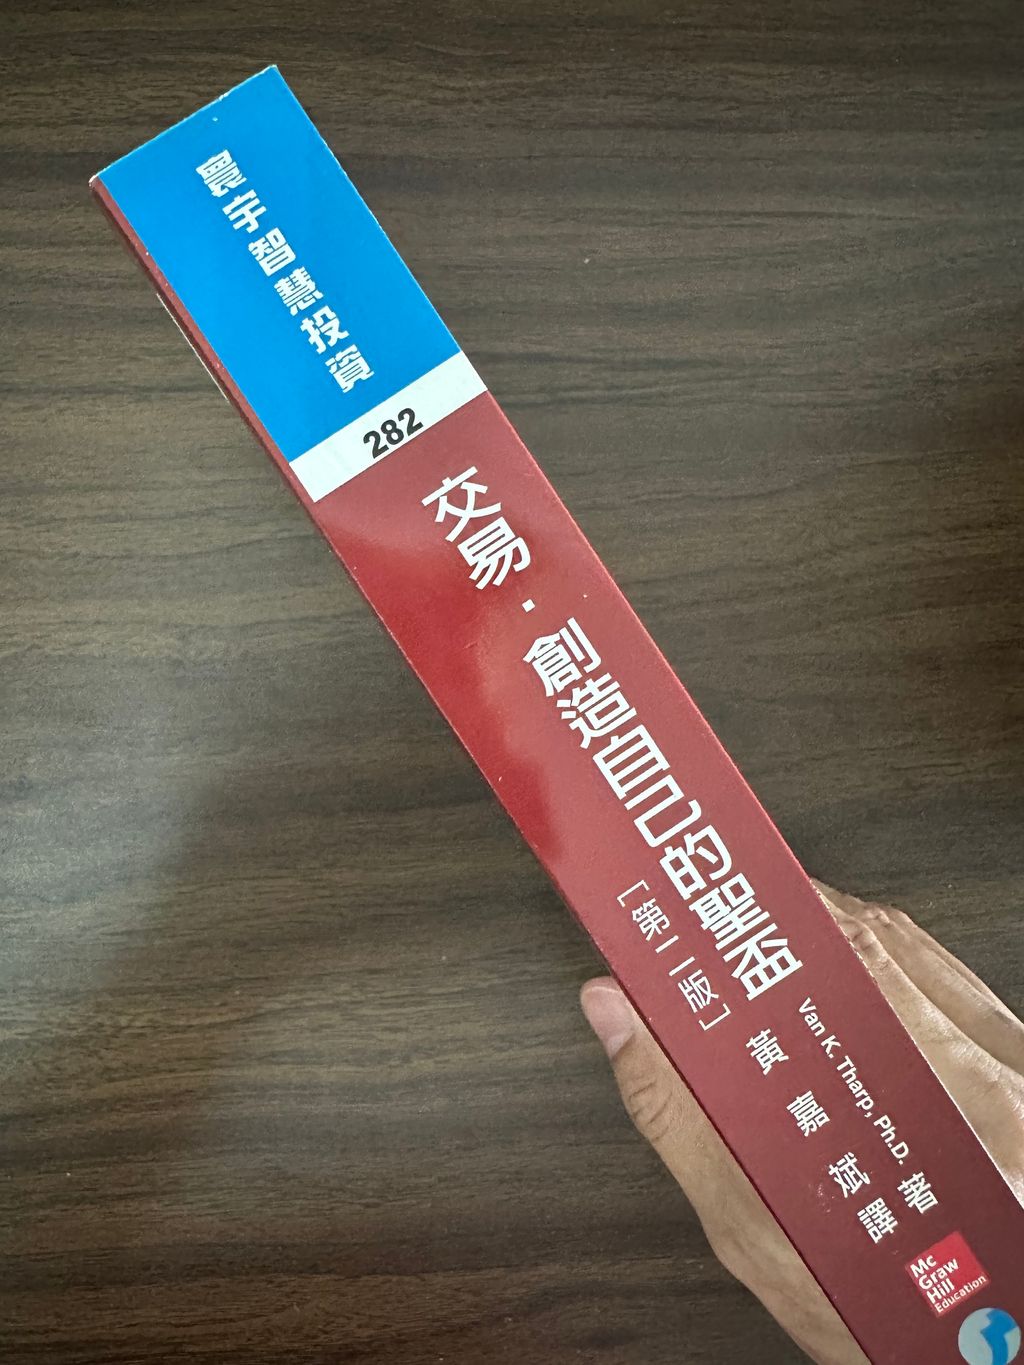 寰宇智慧投資
282
交易．創造自己的聖盃
［第二版］
Van K. Tharp, Ph.D. 著
黃嘉斌 譯
Mc
Graw
Hill
Education